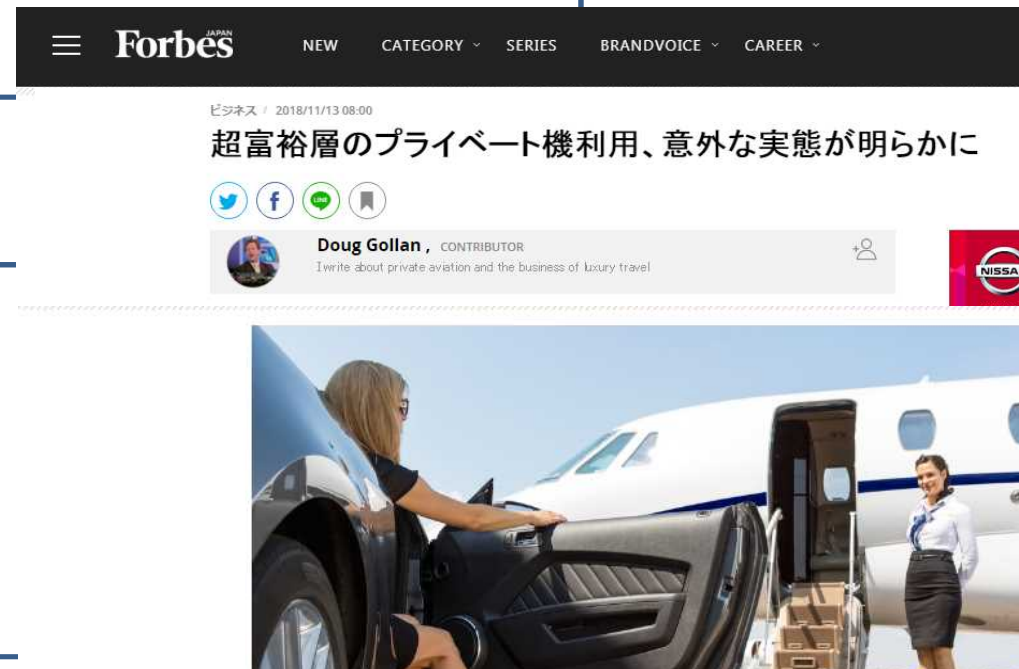 Forbes JAPAN NEW CATEGORY SERIES BRANDVOICE CAREER
ビジネス / 2018/11/13 08:00
超富裕層のプライベート機利用、意外な実態が明らかに
LINE
Doug Gollan , CONTRIBUTOR
I write about private aviation and the business of luxury travel
NISSA